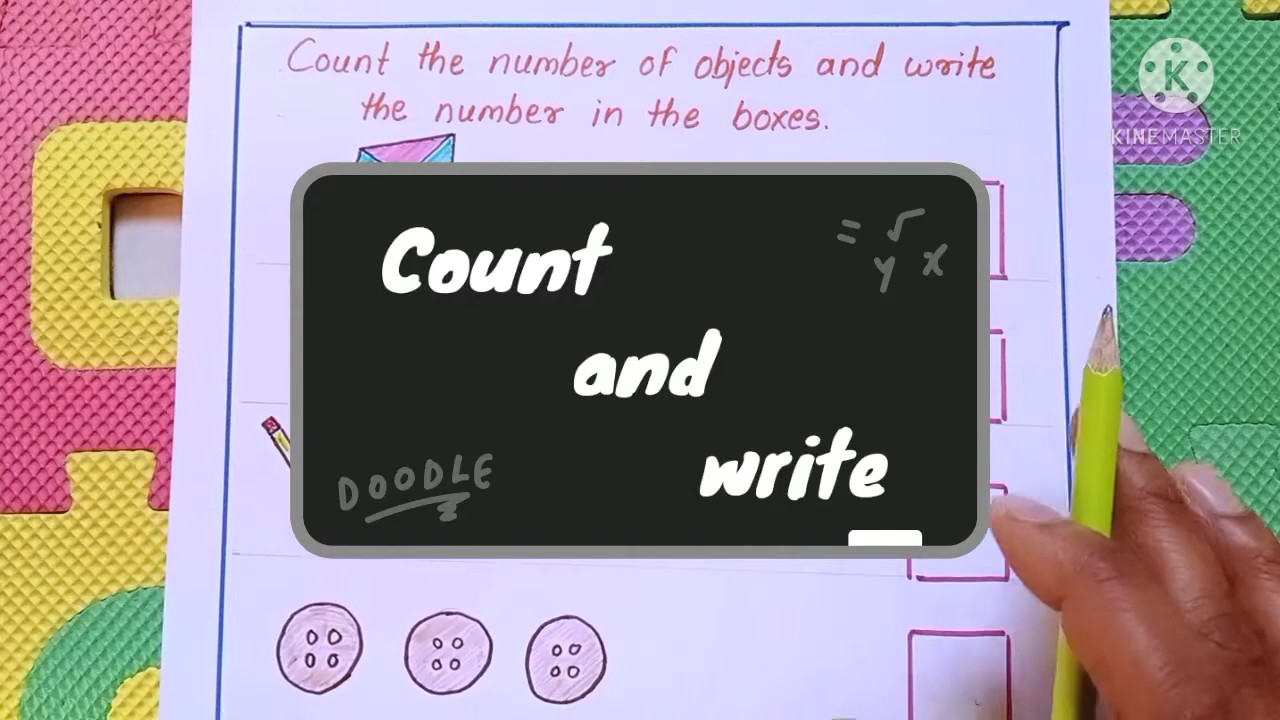 Count the number of objects and write
the number in the boxes.
K
KINEMASTER
Count
and
write
= √
y x
DOODLE